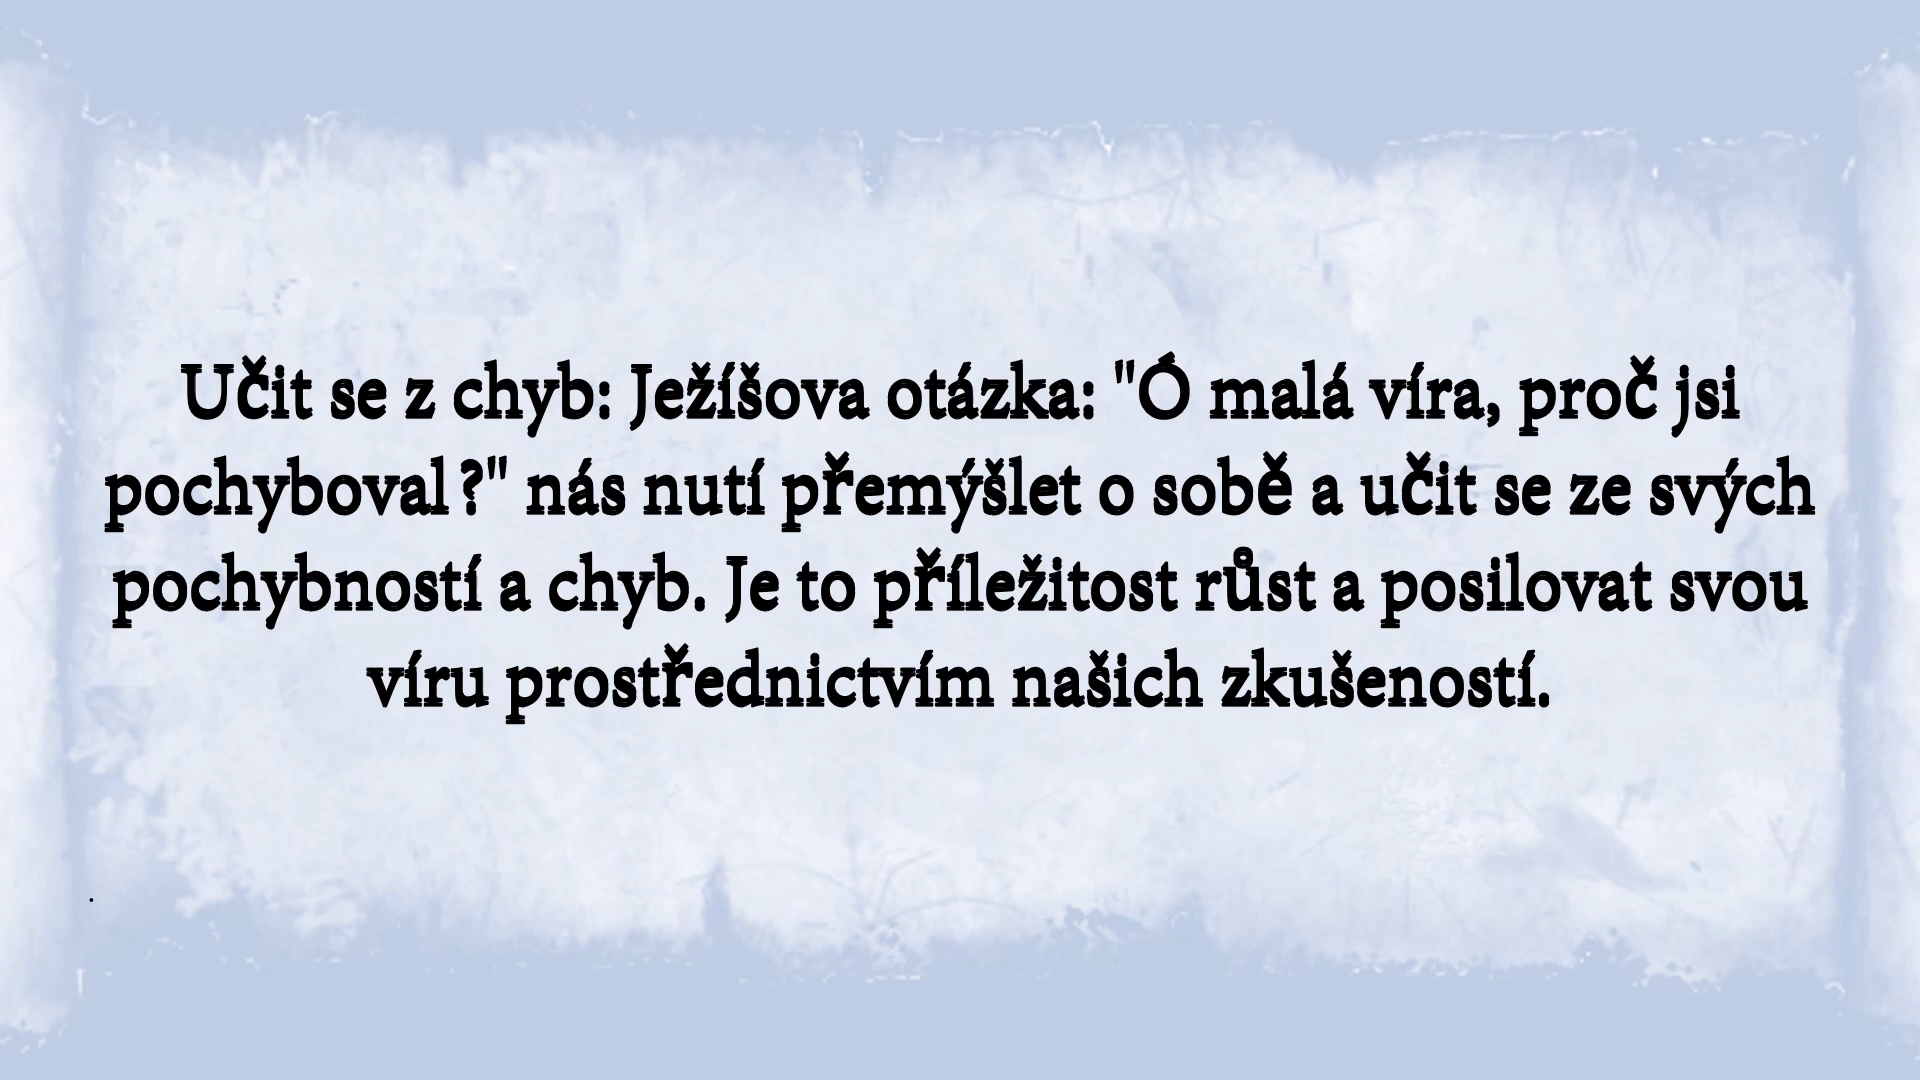 Učit se z chyb: Ježíšova otázka: "Ó malá víra, proč jsi
pochyboval?" nás nutí přemýšlet o sobě a učit se ze svých
pochybností a chyb. Je to příležitost růst a posilovat svou
víru prostřednictvím našich zkušeností.
.